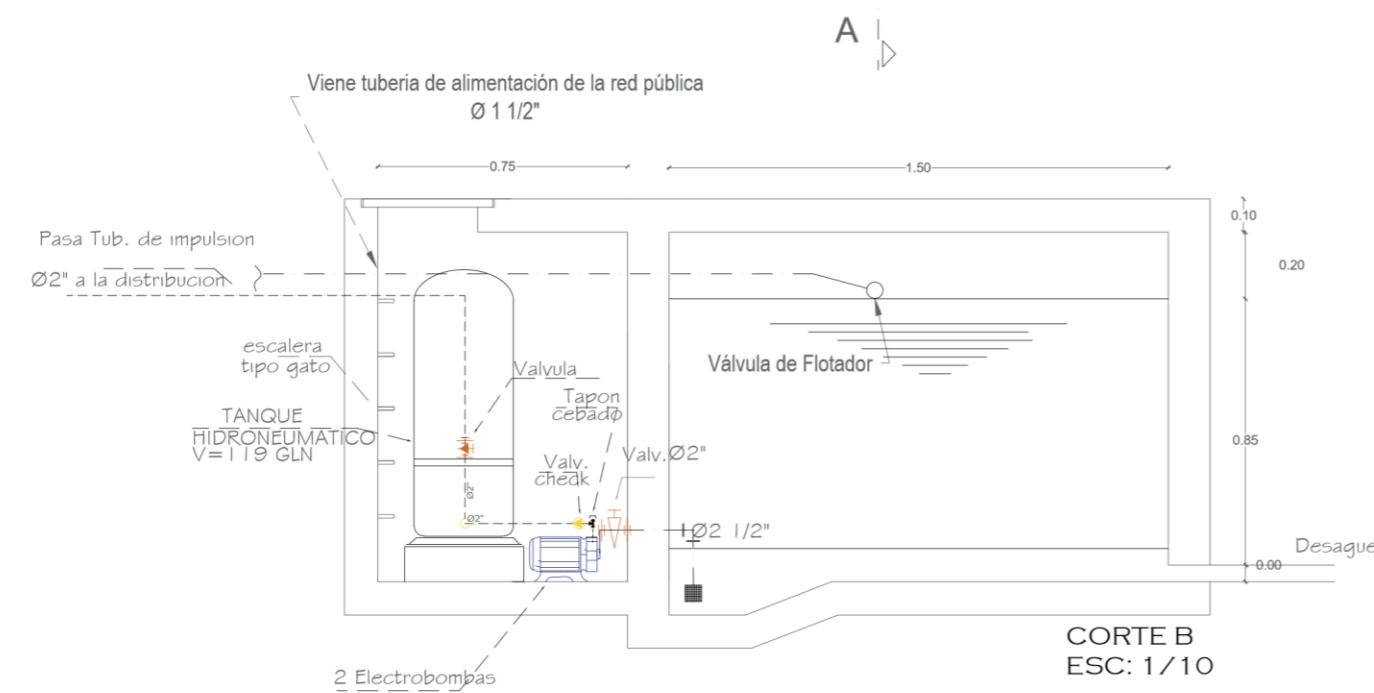 A
Viene tuberia de alimentación de la red pública
Ø 1 1/2"
0.75
1.50
0.10
Pasa Tub. de impulsion
Ø2" a la distribucion
0.20
escalera
tipo gato
Valvula
Válvula de Flotador
Tapon
cebado
TANQUE
HIDRONEUMATICO
V=119 GLN
0.85
Valv.
check
Valv.Ø2"
Ø2"
Ø2"
Ø2 1/2"
Desague
0.00
CORTE B
ESC: 1/10
2 Electrobombas